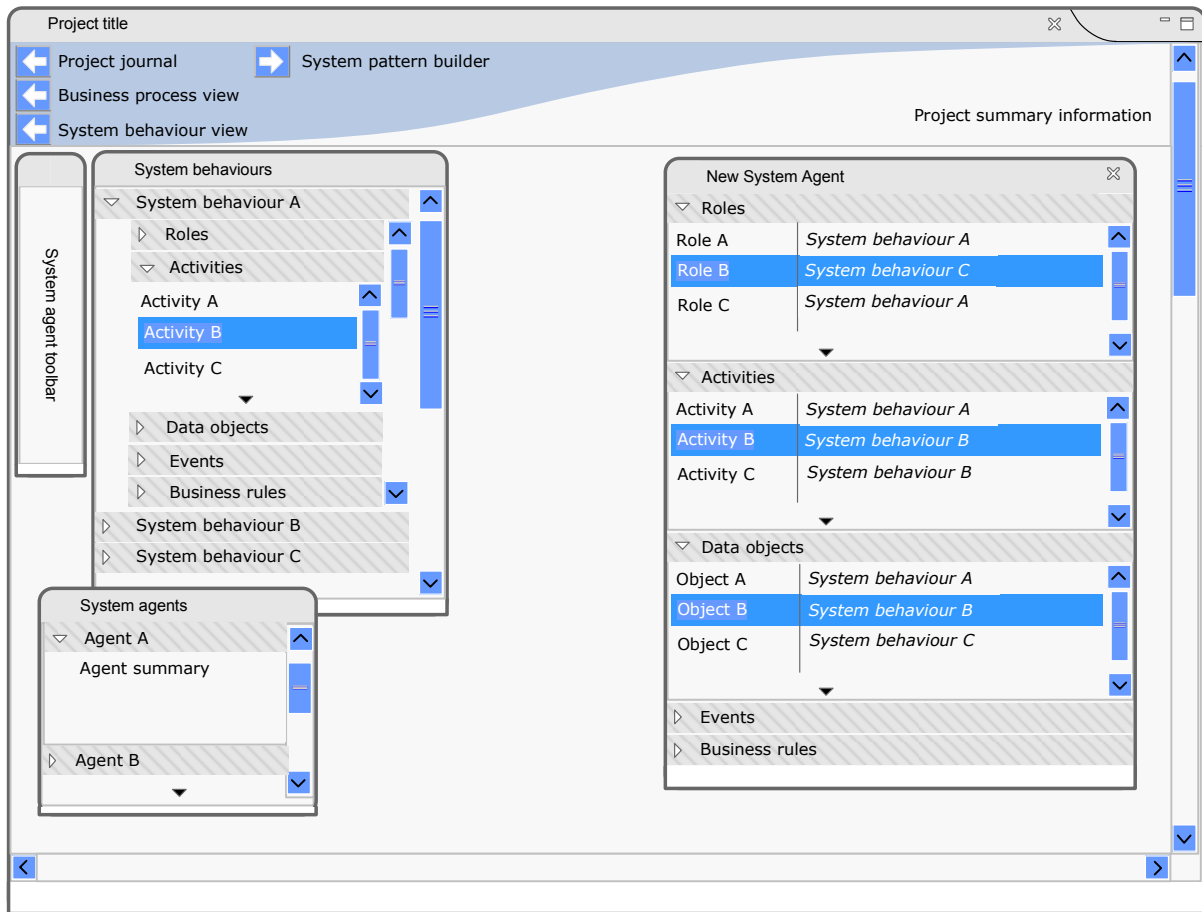 Project title
Project journal
System pattern builder
Business process view
System behaviour view
Project summary information
System agent toolbar
System behaviours
System behaviour A
Roles
Activities
Activity A
Activity B
Activity C
Data objects
Events
Business rules
System behaviour B
System behaviour C
System agents
Agent A
Agent summary
Agent B
New System Agent
Roles
Role A System behaviour A
Role B System behaviour C
Role C System behaviour A
Activities
Activity A System behaviour A
Activity B System behaviour B
Activity C System behaviour B
Data objects
Object A System behaviour A
Object B System behaviour B
Object C System behaviour C
Events
Business rules